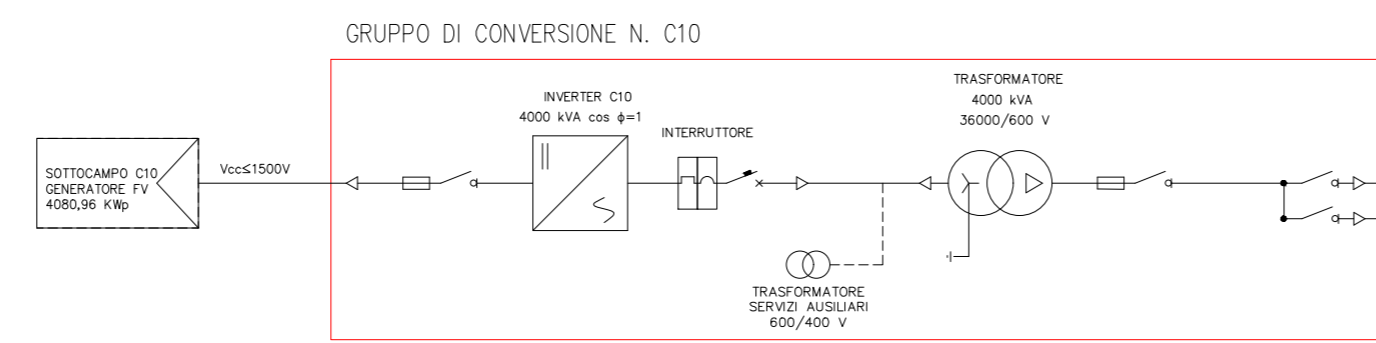 GRUPPO DI CONVERSIONE N. C10
SOTTOCAMPO C10
GENERATORE FV
4080,96 KWp
Vcc≤1500V
INVERTER C10
4000 kVA cos ϕ=1
INTERRUTTORE
TRASFORMATORE
SERVIZI AUSILIARI
600/400 V
TRASFORMATORE
4000 kVA
36000/600 V